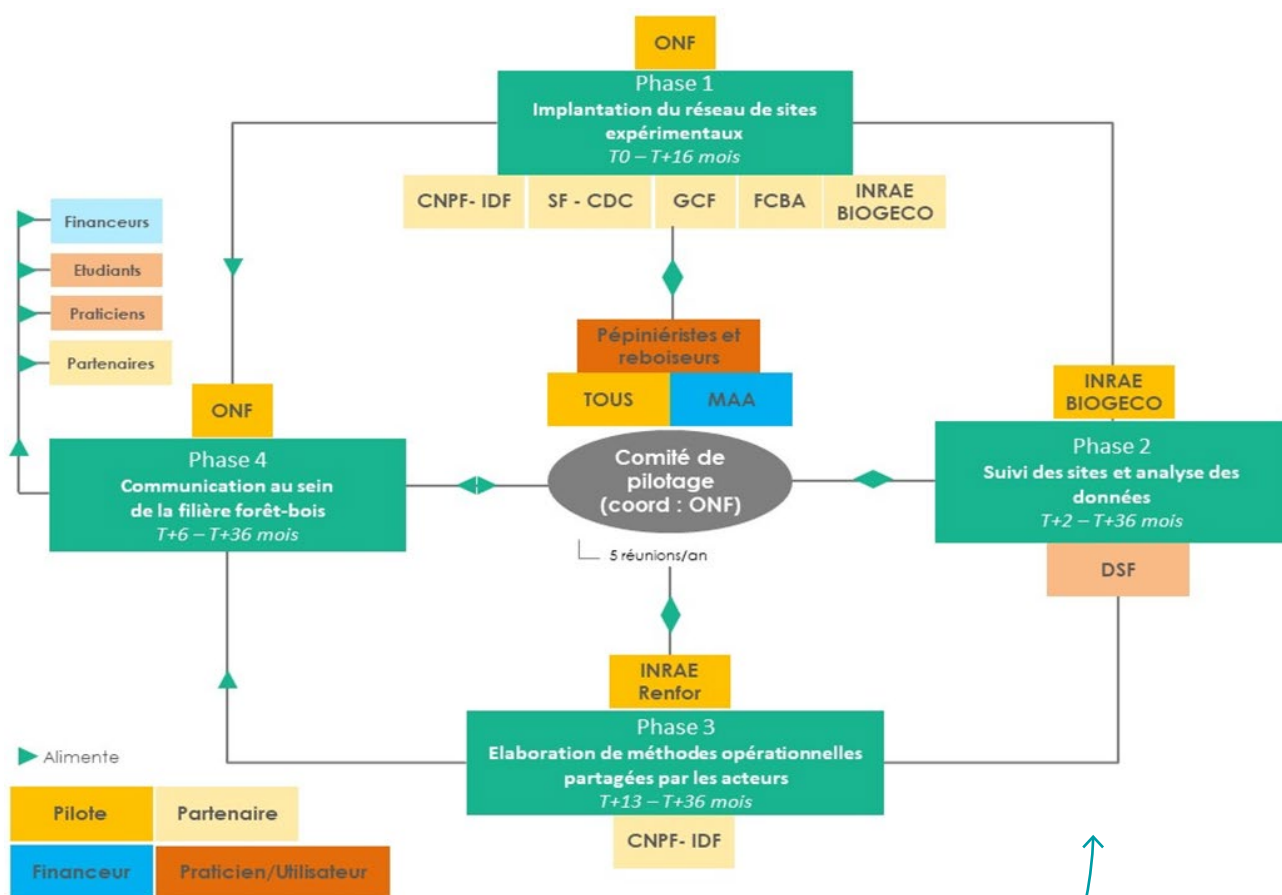 ONF
Phase 1
Implantation du réseau de sites
expérimentaux
T0 – T+16 mois
CNPF- IDF
SF - CDC
GCF
FCBA
INRAE
BIOGECO
Financeurs
Etudiants
Praticiens
Partenaires
Pépiniéristes et
reboiseurs
TOUS
MAA
ONF
Phase 4
Communication au sein
de la filière forêt-bois
T+6 – T+36 mois
Comité de
pilotage
(coord : ONF)
5 réunions/an
INRAE
BIOGECO
Phase 2
Suivi des sites et analyse des
données
T+2 – T+36 mois
DSF
INRAE
Renfor
Phase 3
Elaboration de méthodes opérationnelles
partagées par les acteurs
T+13 – T+36 mois
CNPF- IDF
Alimente
Pilote
Partenaire
Financeur
Praticien/Utilisateur